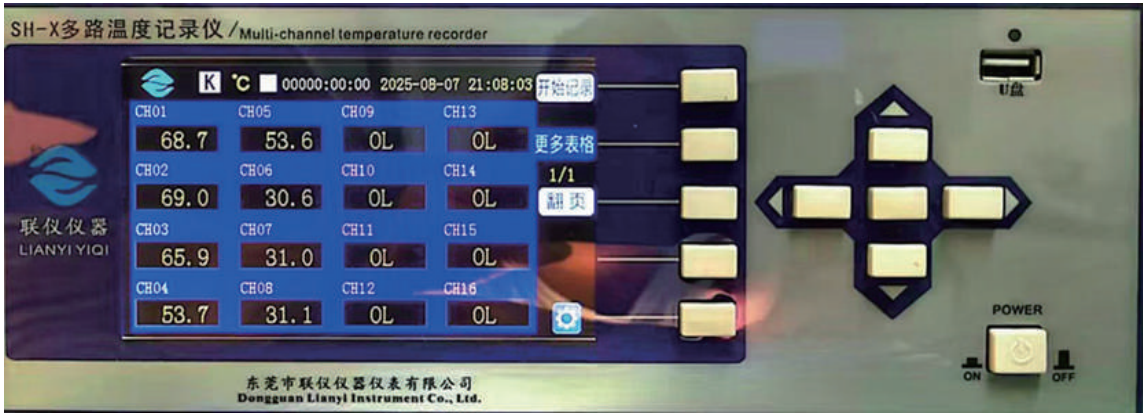 SH-X多路温度记录仪/Multi-channel temperature recorder
U盘
K ℃ 00000:00:00 2025-08-07 21:08:03 开始记录
CH01 CH05 CH09 CH13
68.7 53.6 OL OL 更多表格
CH02 CH06 CH10 CH14 1/1
69.0 30.6 OL OL 翻页
联仪仪器
LIANYI YIQI
CH03 CH07 CH11 CH15
65.9 31.0 OL OL
CH04 CH08 CH12 CH16
53.7 31.1 OL OL
POWER
ON OFF
东莞市联仪仪器仪表有限公司
Dongguan Lianyi Instrument Co., Ltd.